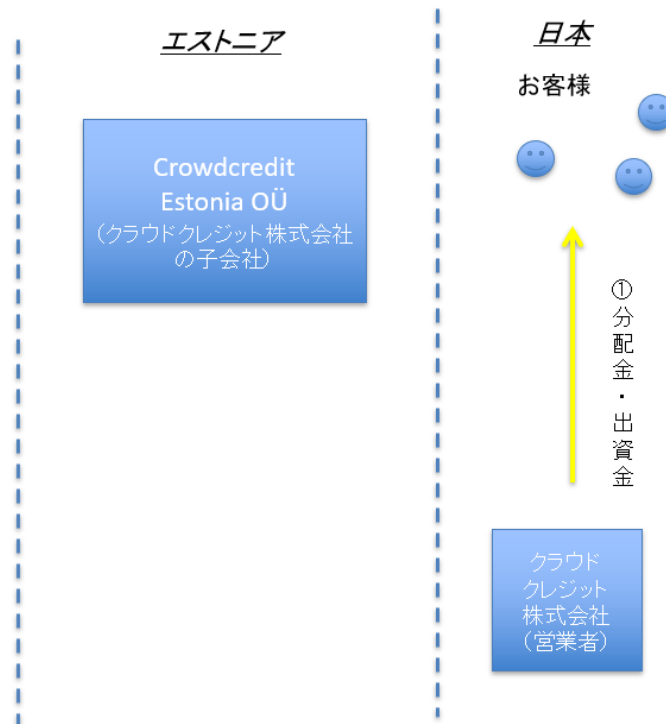 エストニア
日本
お客様
Crowdcredit
Estonia OÜ
（クラウドクレジット株式会社
の子会社）
①分配金・出資金
クラウド
クレジット
株式会社
（営業者）